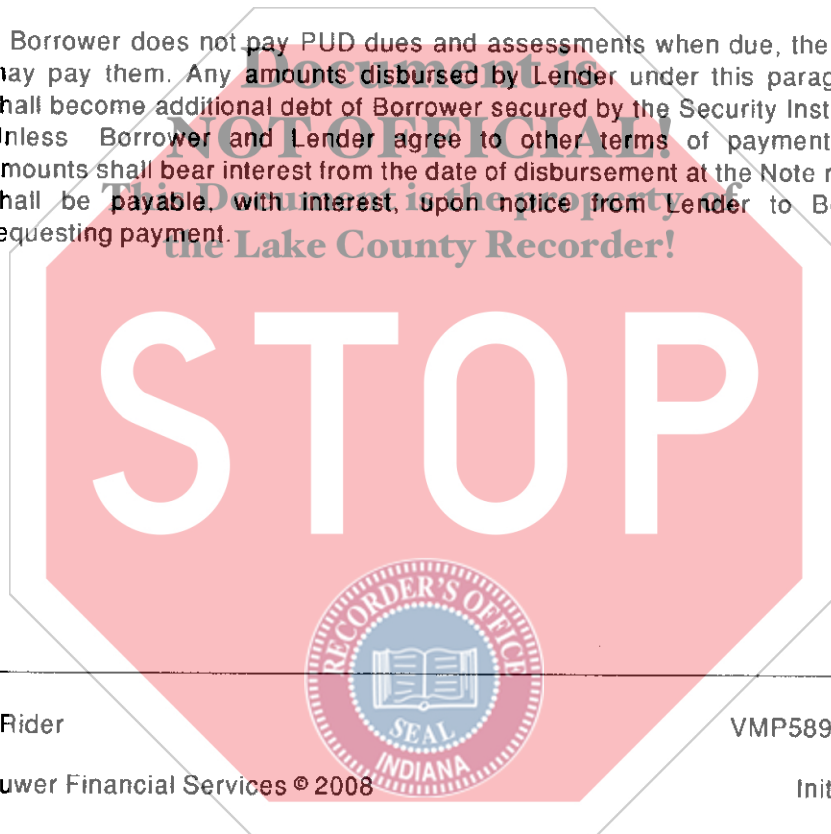 Borrower does not pay PUD dues and assessments when due, the
ay pay them. Any amounts disbursed by Lender under this parag
hall become additional debt of Borrower secured by the Security Inst
nless Borrower and Lender agree to other terms of payment
mounts shall bear interest from the date of disbursement at the Note r
hall be payable, with interest, upon notice from Lender to B
equesting payment.
Document is
NOT OFFICIAL!
This Document is the property of
the Lake County Recorder!
STOP
RECORDER'S OFFICE
SEAL
INDIANA
Rider
VMP589
uwer Financial Services © 2008
Init